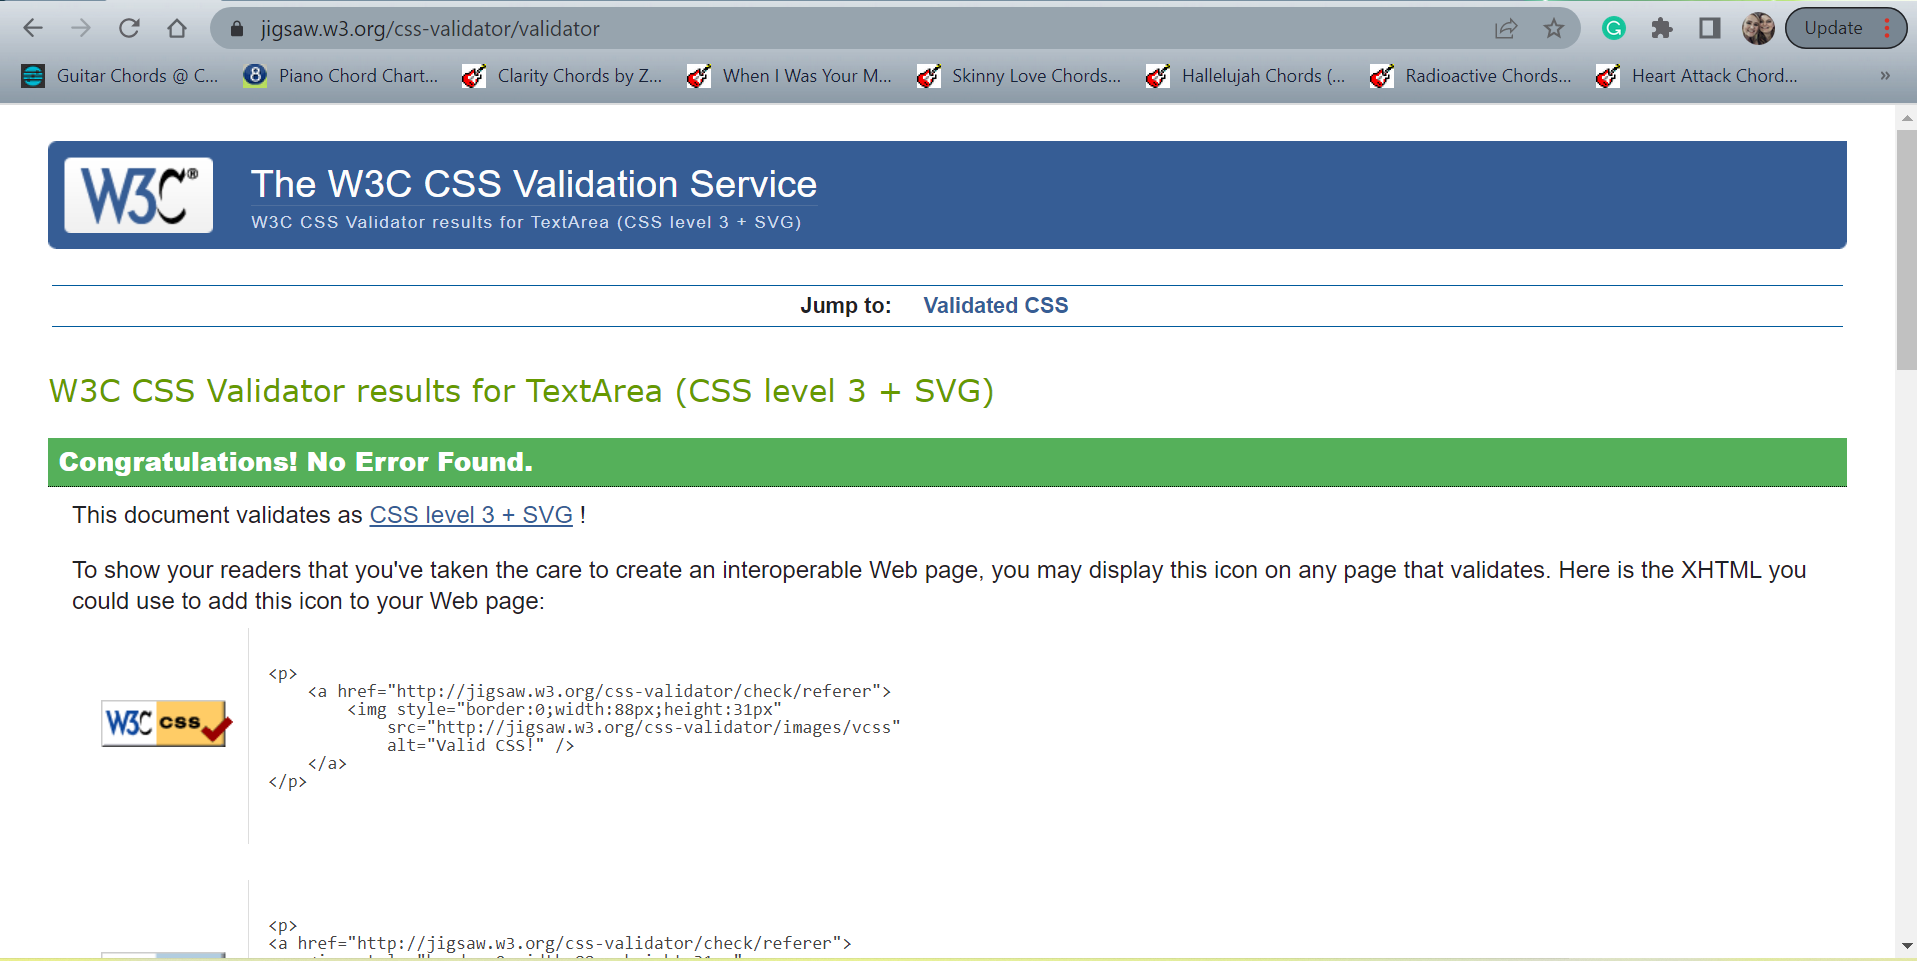 jigsaw.w3.org/css-validator/validator
Update
Guitar Chords @ C...
8
Piano Chord Chart...
Clarity Chords by Z...
When I Was Your M...
Skinny Love Chords...
Hallelujah Chords (...
Radioactive Chords...
Heart Attack Chord...
»
W3C®
The W3C CSS Validation Service
W3C CSS Validator results for TextArea (CSS level 3 + SVG)
Jump to: Validated CSS
W3C CSS Validator results for TextArea (CSS level 3 + SVG)
Congratulations! No Error Found.
This document validates as CSS level 3 + SVG !
To show your readers that you've taken the care to create an interoperable Web page, you may display this icon on any page that validates. Here is the XHTML you
could use to add this icon to your Web page:
W3C css
<p>
    <a href="http://jigsaw.w3.org/css-validator/check/referer">
        <img style="border:0;width:88px;height:31px"
            src="http://jigsaw.w3.org/css-validator/images/vcss"
            alt="Valid CSS!" />
    </a>
</p>
<p>
<a href="http://jigsaw.w3.org/css-validator/check/referer">